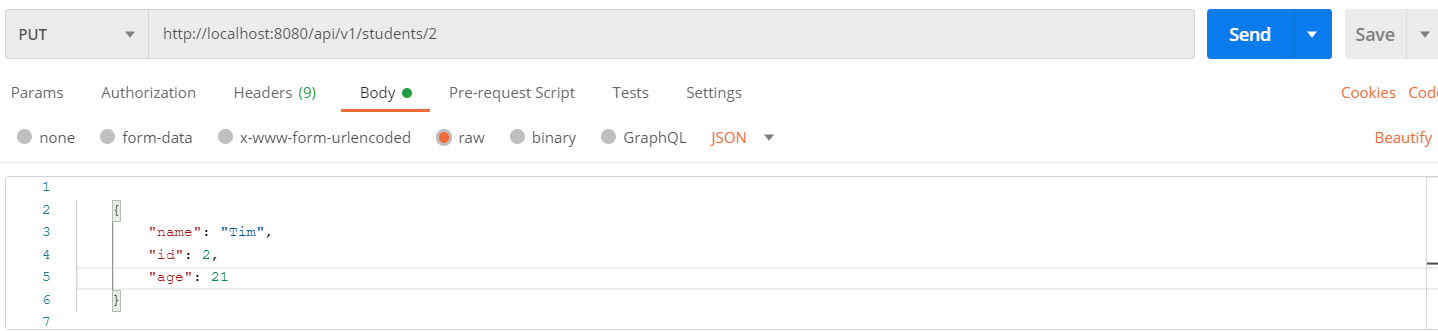 PUT http://localhost:8080/api/v1/students/2 Send Save
Params Authorization Headers (9) Body Pre-request Script Tests Settings Cookies Cod
none form-data x-www-form-urlencoded raw binary GraphQL JSON Beautify
1
2 {
3 "name": "Tim",
4 "id": 2,
5 "age": 21
6 }
7